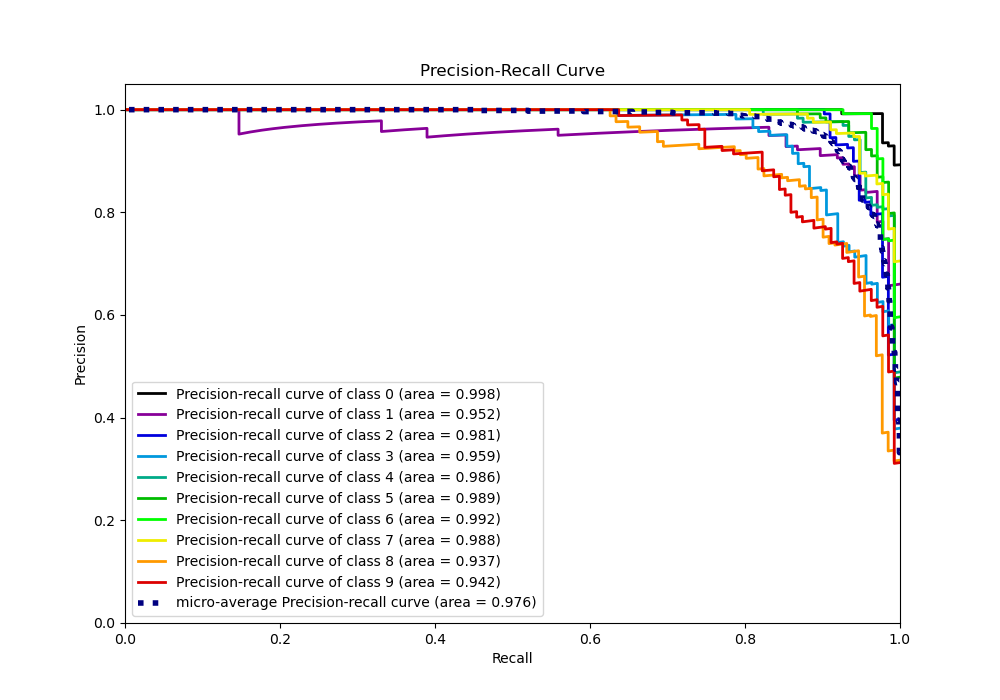 Precision-Recall Curve
1.0
0.8
0.6
0.4
0.2
0.0
Precision
Precision-recall curve of class 0 (area = 0.998)
Precision-recall curve of class 1 (area = 0.952)
Precision-recall curve of class 2 (area = 0.981)
Precision-recall curve of class 3 (area = 0.959)
Precision-recall curve of class 4 (area = 0.986)
Precision-recall curve of class 5 (area = 0.989)
Precision-recall curve of class 6 (area = 0.992)
Precision-recall curve of class 7 (area = 0.988)
Precision-recall curve of class 8 (area = 0.937)
Precision-recall curve of class 9 (area = 0.942)
micro-average Precision-recall curve (area = 0.976)
0.0 0.2 0.4 0.6 0.8 1.0
Recall